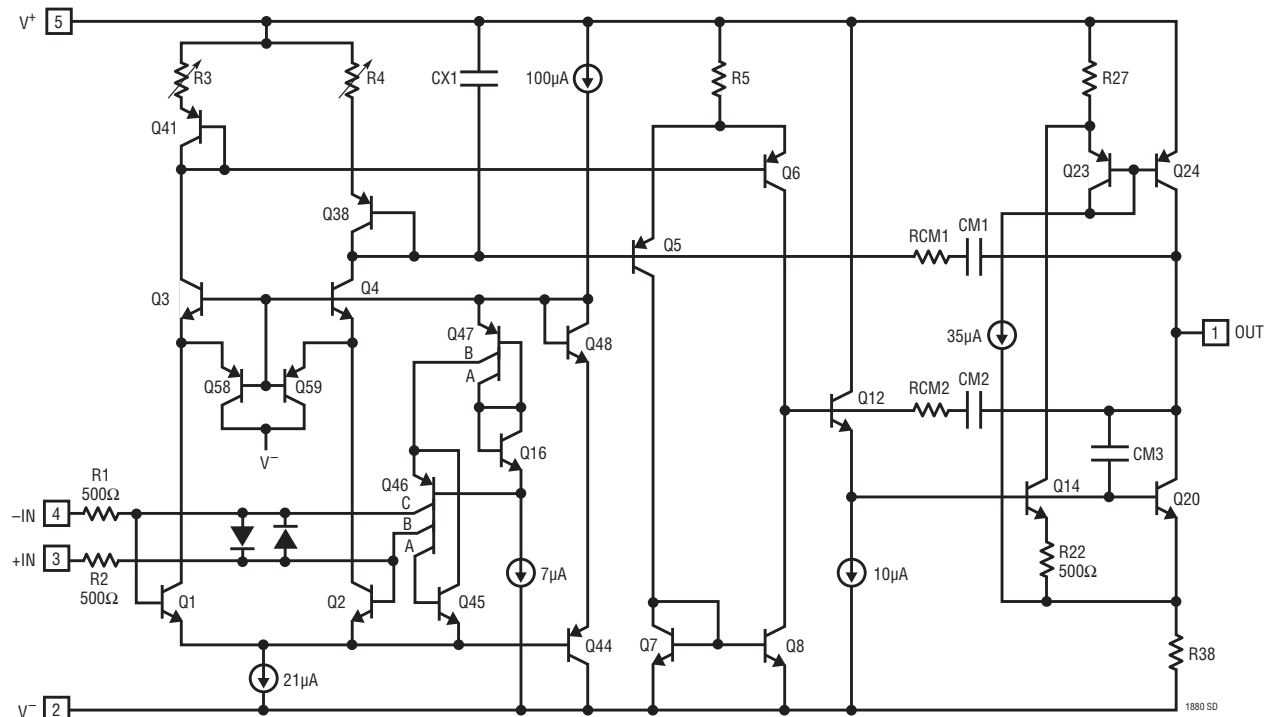 V+ 5
R3
R4
CX1
100µA
R5
R27
Q41
Q6
Q23
Q24
Q38
Q5
RCM1
CM1
Q3
Q4
Q47
B
A
Q48
35µA
1 OUT
Q58
Q59
V−
Q16
Q12
RCM2
CM2
CM3
R1
500Ω
Q46
C
B
A
Q14
Q20
−IN 4
+IN 3
R2
500Ω
Q1
Q2
Q45
7µA
10µA
R22
500Ω
Q44
Q7
Q8
R38
21µA
V− 2
1880 SD